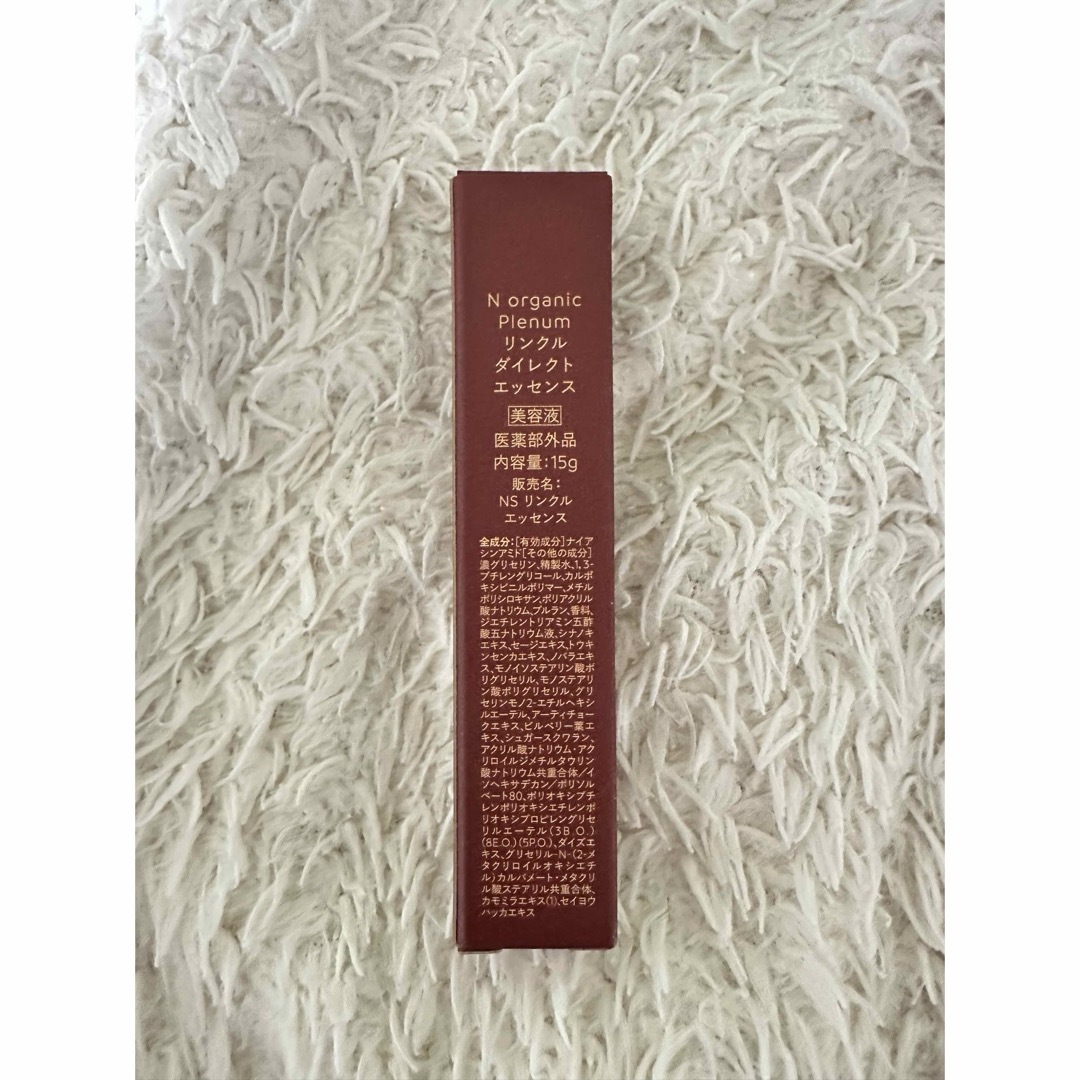 N organic
Plenum
リンクル
ダイレクト
エッセンス
美容液
医薬部外品
内容量:15g
販売名:
NS リンクル
エッセンス
全成分:[有効成分]ナイア
シンアミド[その他の成分]
濃グリセリン、精製水、1,3-
ブチレングリコール、カルボ
キシビニルポリマー、メチル
ポリシロキサン、ポリアクリル
酸ナトリウム、プルラン、香料、
ジエチレントリアミン五酢
酸五ナトリウム液、シナノキ
エキス、セージエキス、トウキ
ンセンカエキス、ノバラエキ
ス、モノイソステアリン酸ポ
リグリセリル、モノステアリ
ン酸ポリグリセリル、グリ
セリンモノ2-エチルヘキシ
ルエーテル、アーティチョー
クエキス、ビルベリー葉エ
キス、シュガースクワラン、
アクリル酸ナトリウム・アク
リロイルジメチルタウリン
酸ナトリウム共重合体/イ
ソヘキサデカン/ポリソル
ベート80、ポリオキシブチ
レンポリオキシエチレンポ
リオキシプロピレングリセ
リルエーテル(3B.O.)
(8E.O.)(5P.O.)、ダイズエ
キス、グリセリル-N-(2-メ
タクリロイルオキシエチ
ル)カルバメート・メタクリ
ル酸ステアリル共重合体、
カモミラエキス(1)、セイヨウ
ハッカエキス